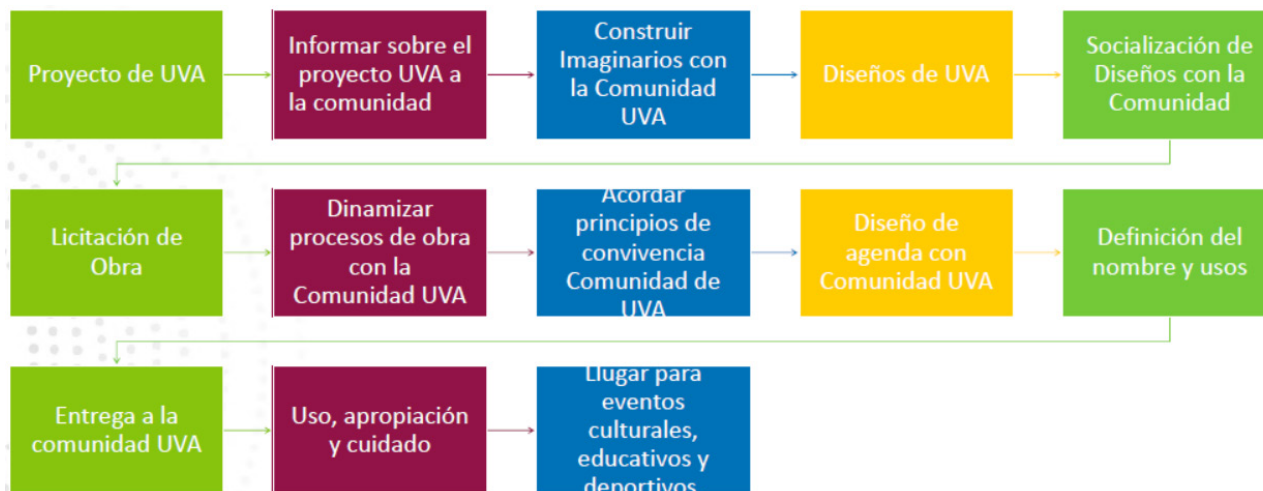 Proyecto de UVA
Informar sobre el
proyecto UVA a
la comunidad
Construir
Imaginarios con
la Comunidad
UVA
Diseños de UVA
Socialización de
Diseños con la
Comunidad
Licitación de
Obra
Dinamizar
procesos de obra
con la
Comunidad UVA
Acordar
principios de
convivencia
Comunidad de
UVA
Diseño de
agenda con
Comunidad UVA
Definición del
nombre y usos
Entrega a la
comunidad UVA
Uso, apropiación
y cuidado
Llugar para
eventos
culturales,
educativos y
deportivos